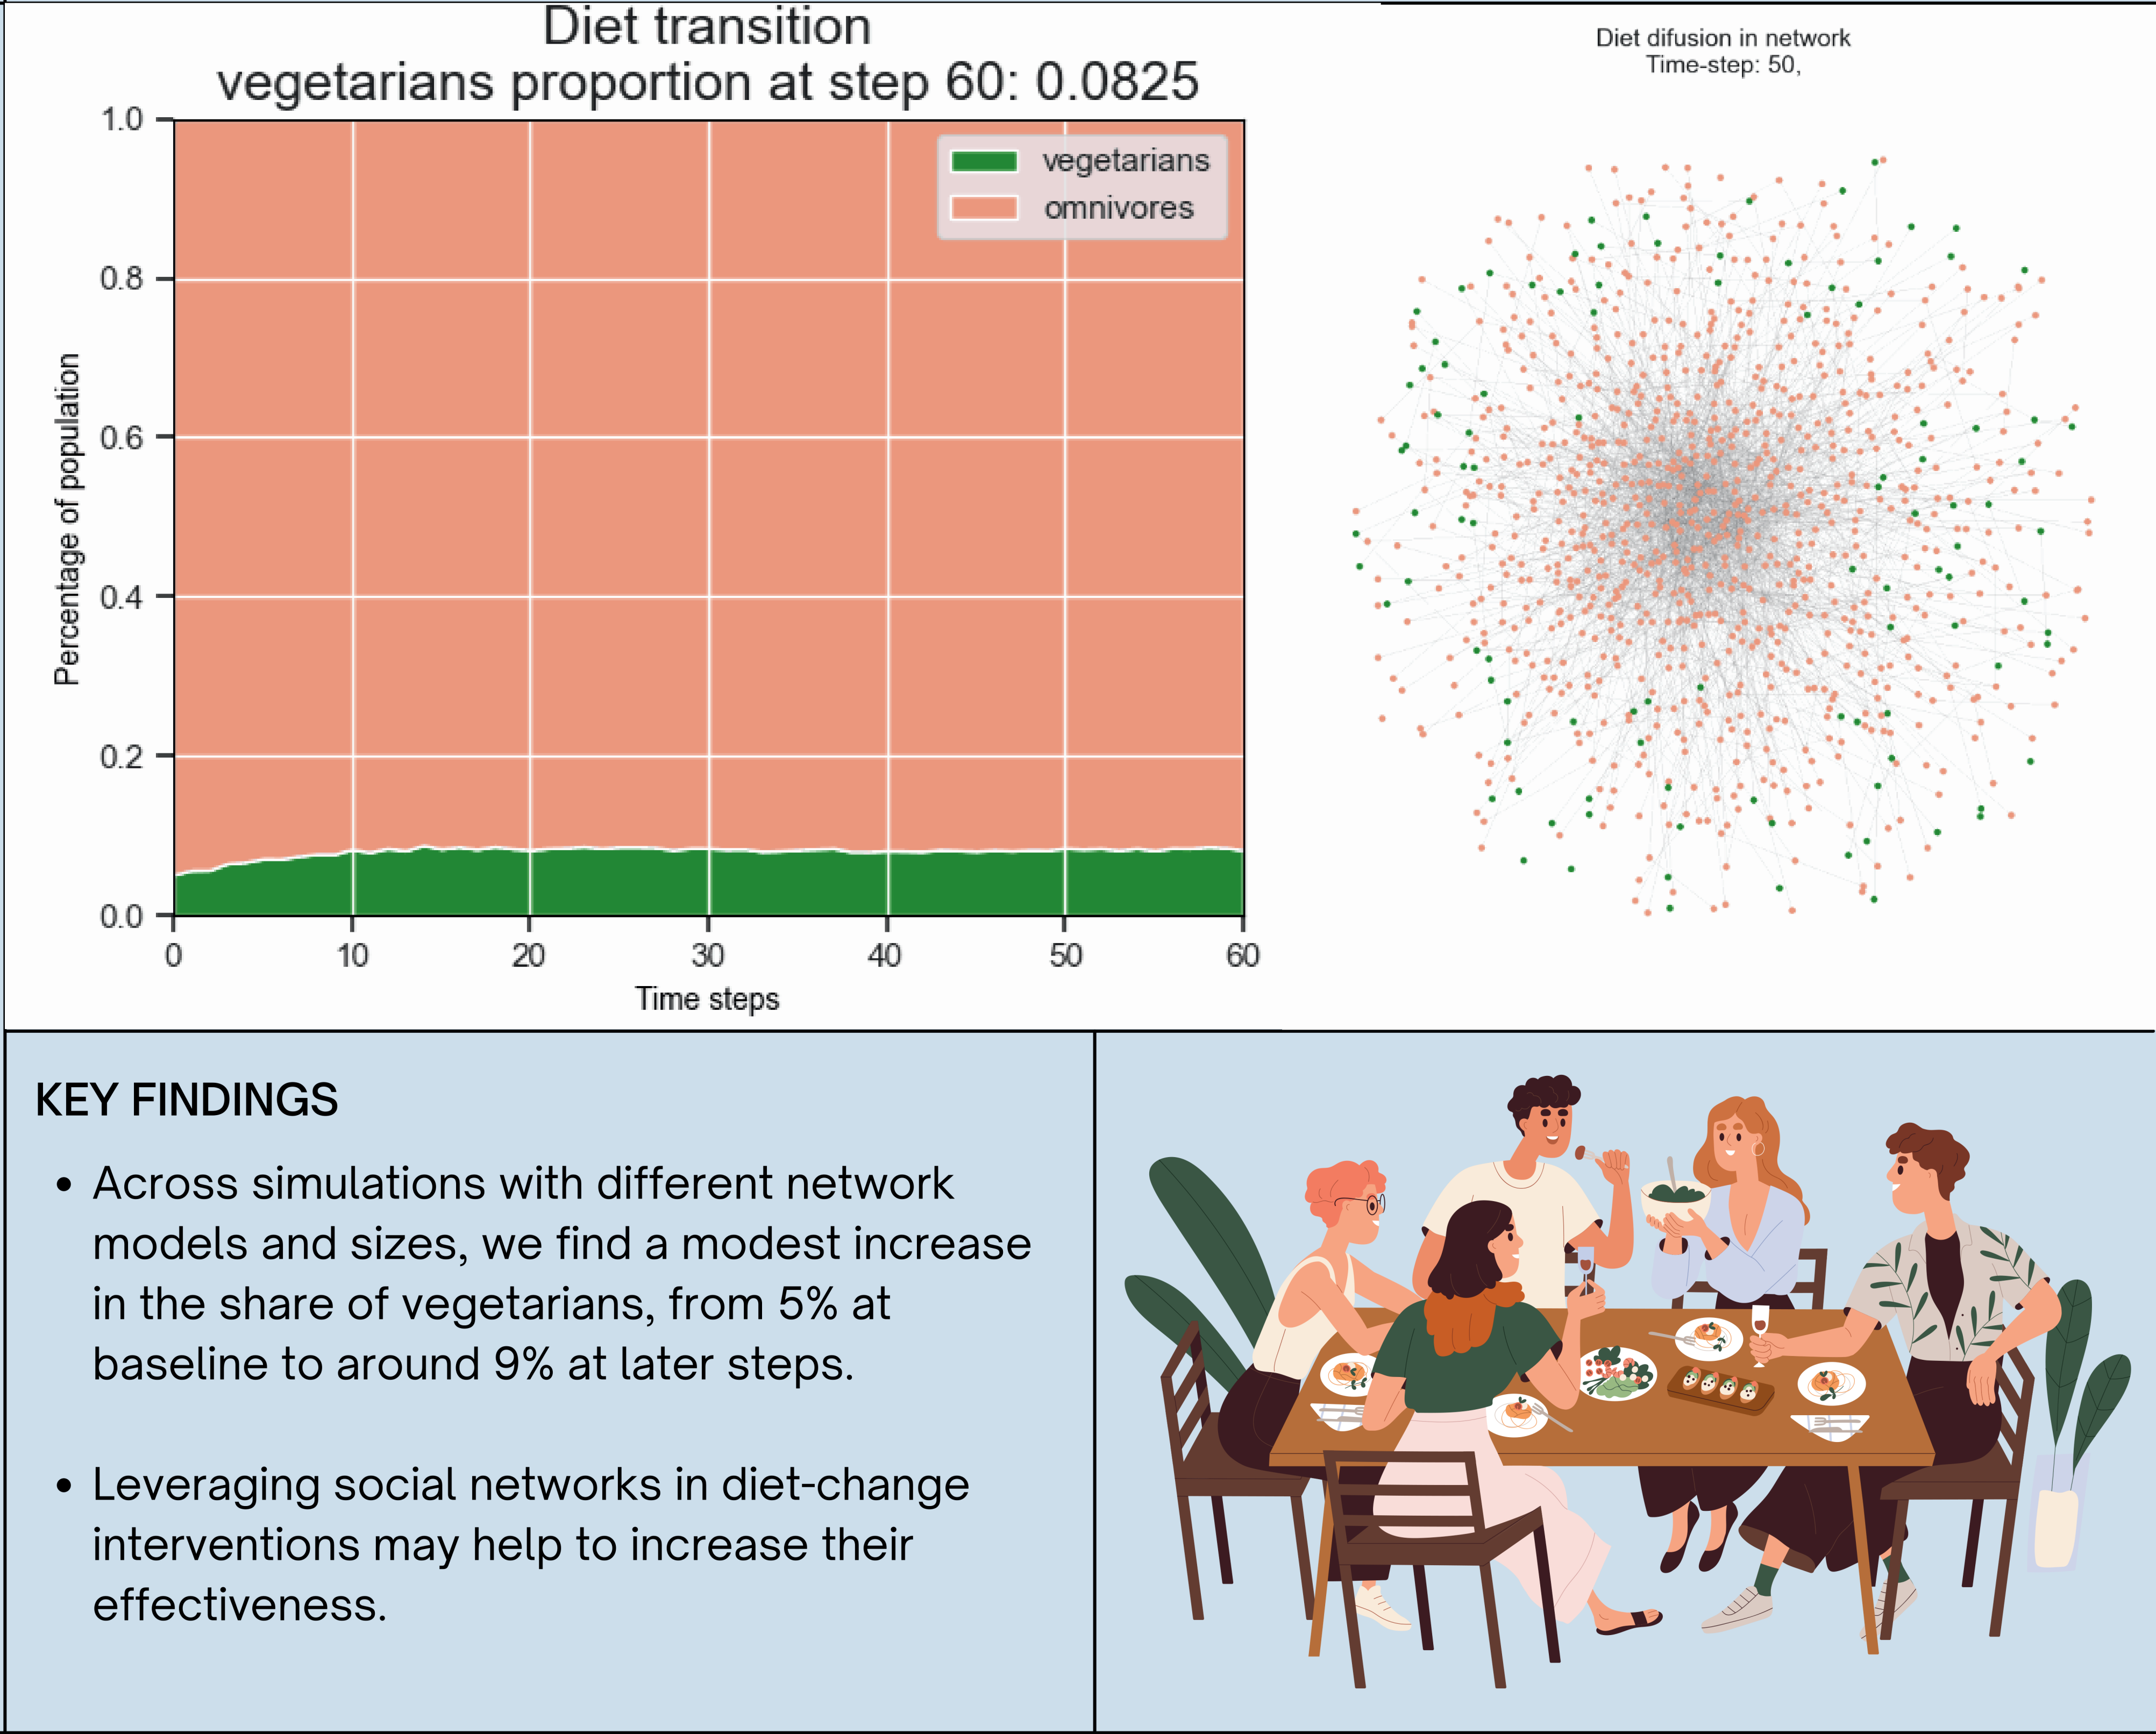 Diet transition
vegetarians proportion at step 60: 0.0825
1.0
0.8
0.6
0.4
0.2
0.0
Percentage of population
vegetarians
omnivores
0 10 20 30 40 50 60
Time steps
Diet difusion in network
Time-step: 50,
KEY FINDINGS
• Across simulations with different network
models and sizes, we find a modest increase
in the share of vegetarians, from 5% at
baseline to around 9% at later steps.
• Leveraging social networks in diet-change
interventions may help to increase their
effectiveness.